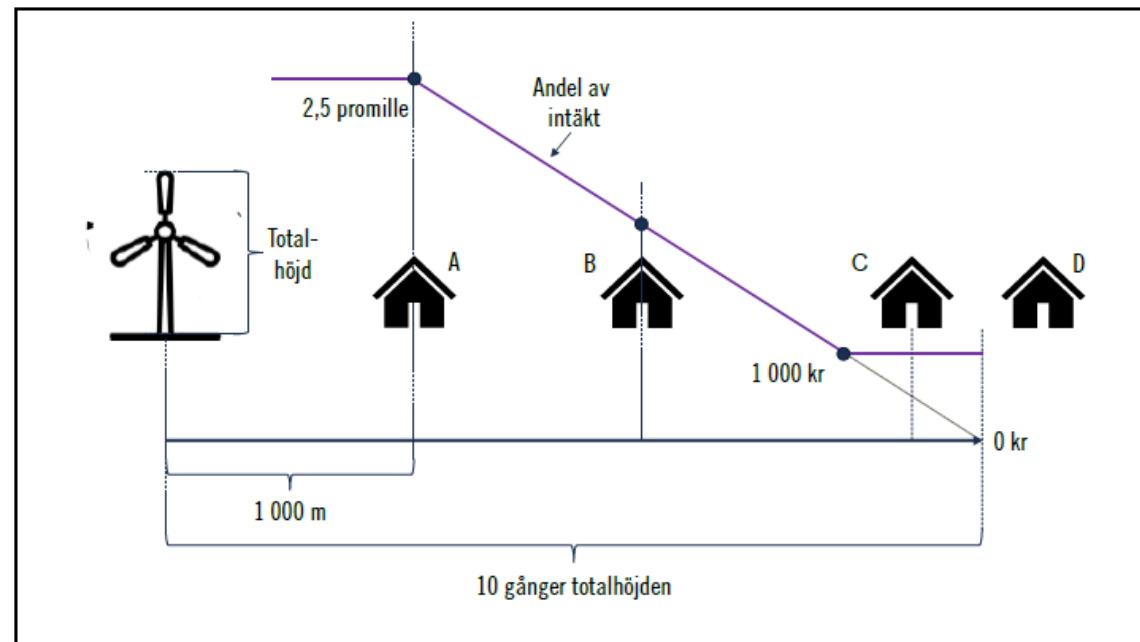 Andel av
intäkt
2,5 promille
Total-
höjd
A
B
C
D
1 000 kr
0 kr
1 000 m
10 gånger totalhöjden